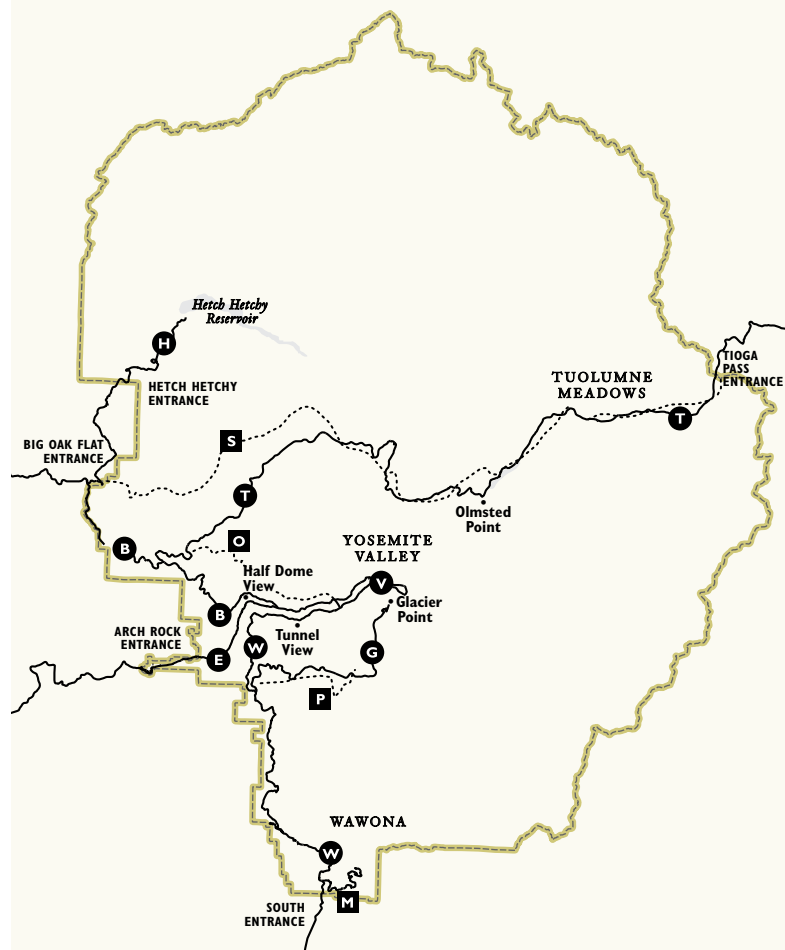 Hetch Hetchy
Reservoir
H
HETCH HETCHY
ENTRANCE
TIOGA
PASS
ENTRANCE
TUOLUMNE
MEADOWS
T
BIG OAK FLAT
ENTRANCE
S
T
Olmsted
Point
B
O
YOSEMITE
VALLEY
Half Dome
View
V
B
Glacier
Point
ARCH ROCK
ENTRANCE
Tunnel
View
W
E
G
P
WAWONA
W
M
SOUTH
ENTRANCE